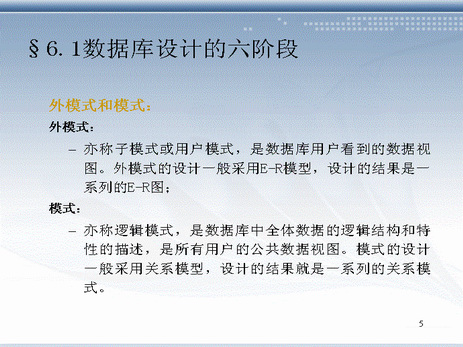 §6.1数据库设计的六阶段
外模式和模式：
外模式：
– 亦称子模式或用户模式，是数据库用户看到的数据视
图。外模式的设计一般采用E-R模型，设计的结果是一
系列的E-R图；
模式：
– 亦称逻辑模式，是数据库中全体数据的逻辑结构和特
性的描述，是所有用户的公共数据视图。模式的设计
一般采用关系模型，设计的结果就是一系列的关系模
式。
5